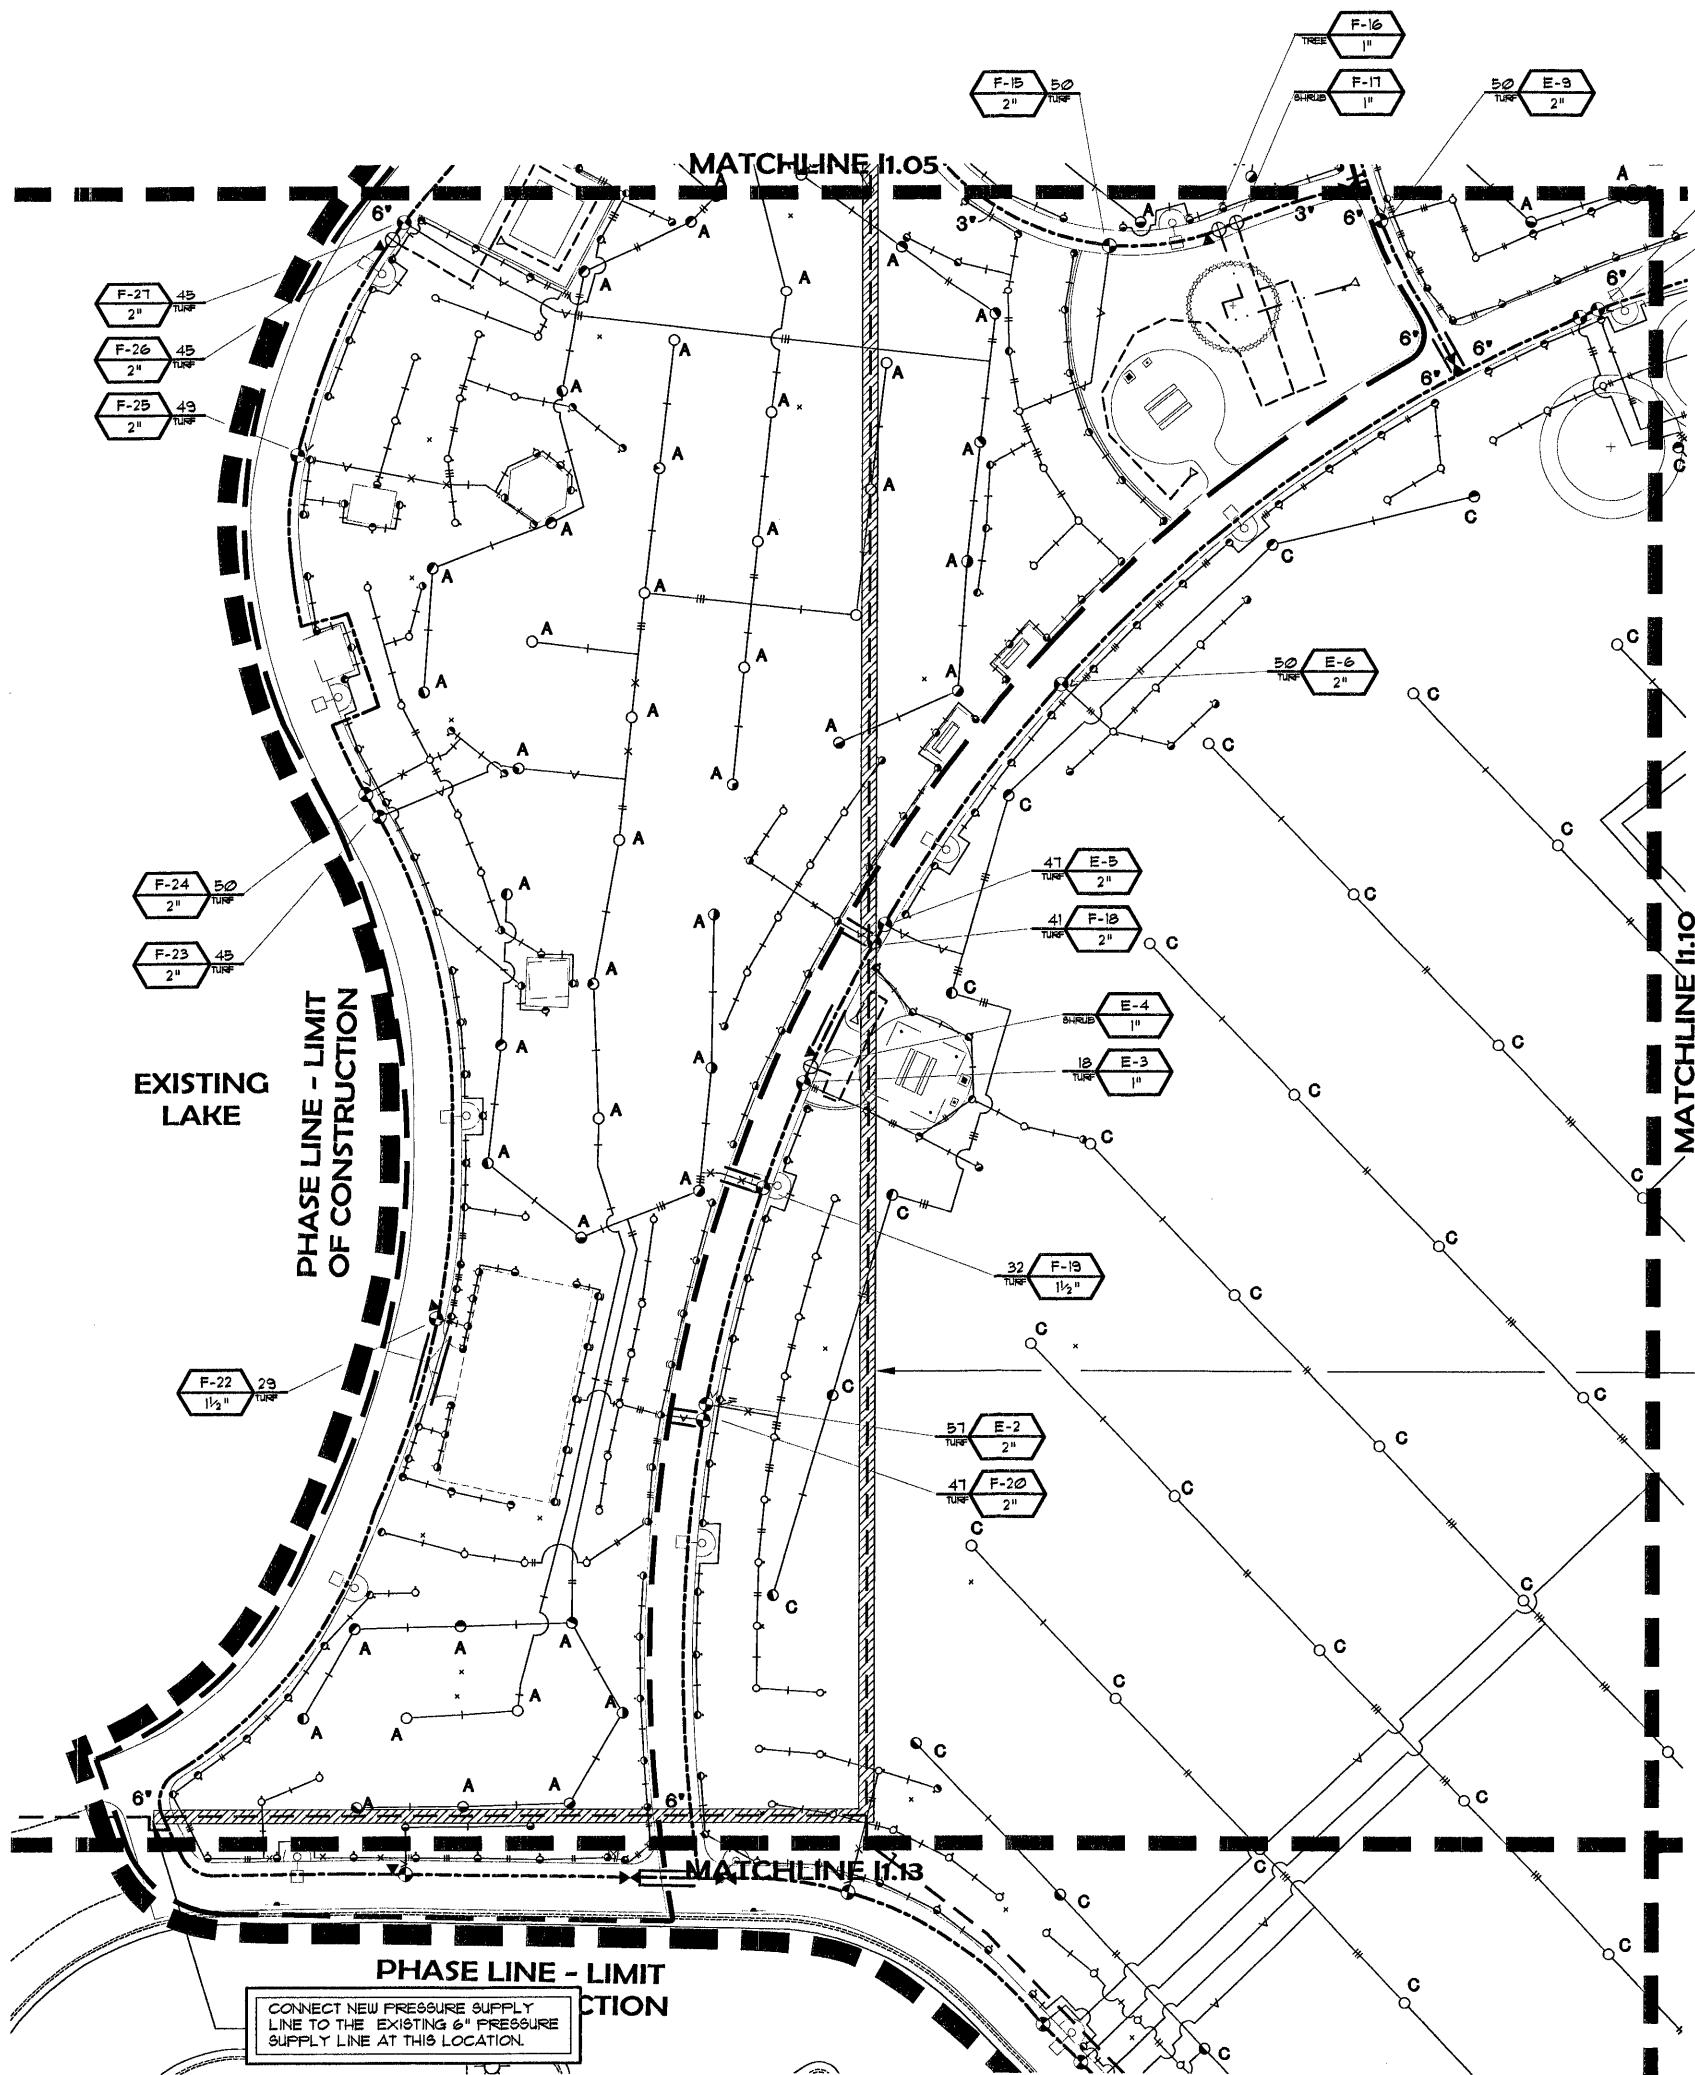 F-16
TREE
1"
F-15
50
TURF
2"
F-17
SHRUB
1"
50
TURF
E-9
2"
MATCHLINE I1.05
A
A
6"
A
3"
3"
6"
A
A
A
A
6"
F-27
45
TURF
2"
A
6"
6"
6"
F-26
45
TURF
2"
A
A
A
F-25
49
TURF
2"
A
A
C
A
A
C
C
A
A
A
A
C
A
A
A
50
TURF
E-6
2"
C
A
A
A
C
A
A
C
C
A
47
TURF
E-5
2"
F-24
50
TURF
2"
A
A
C
41
TURF
F-18
2"
C
MATCHLINE I1.10
F-23
45
TURF
2"
A
C
PHASE LINE - LIMIT
OF CONSTRUCTION
E-4
SHRUB
1"
A
C
EXISTING
LAKE
A
18
TURF
E-3
1"
C
A
C
A
A
C
C
A
C
32
TURF
F-19
1½"
C
C
F-22
29
TURF
1½"
C
C
57
TURF
E-2
2"
C
47
TURF
F-20
2"
C
C
C
C
A
A
A
C
A
A
A
A
C
C
A
A
A
6"
6"
C
MATCHLINE I1.13
C
C
C
PHASE LINE - LIMIT
CTION
C
CONNECT NEW PRESSURE SUPPLY
LINE TO THE EXISTING 6" PRESSURE
SUPPLY LINE AT THIS LOCATION.
C